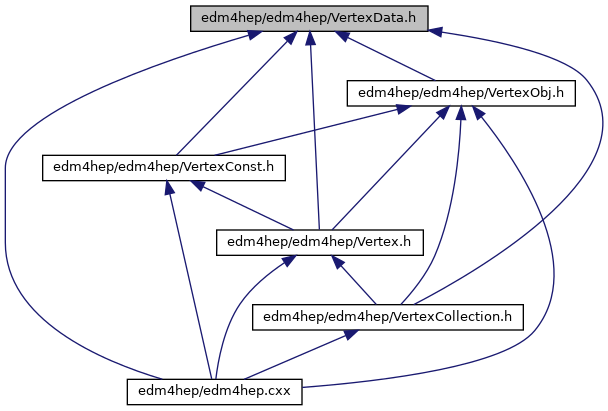 edm4hep/edm4hep/VertexData.h
edm4hep/edm4hep/VertexObj.h
edm4hep/edm4hep/VertexConst.h
edm4hep/edm4hep/Vertex.h
edm4hep/edm4hep/VertexCollection.h
edm4hep/edm4hep.cxx